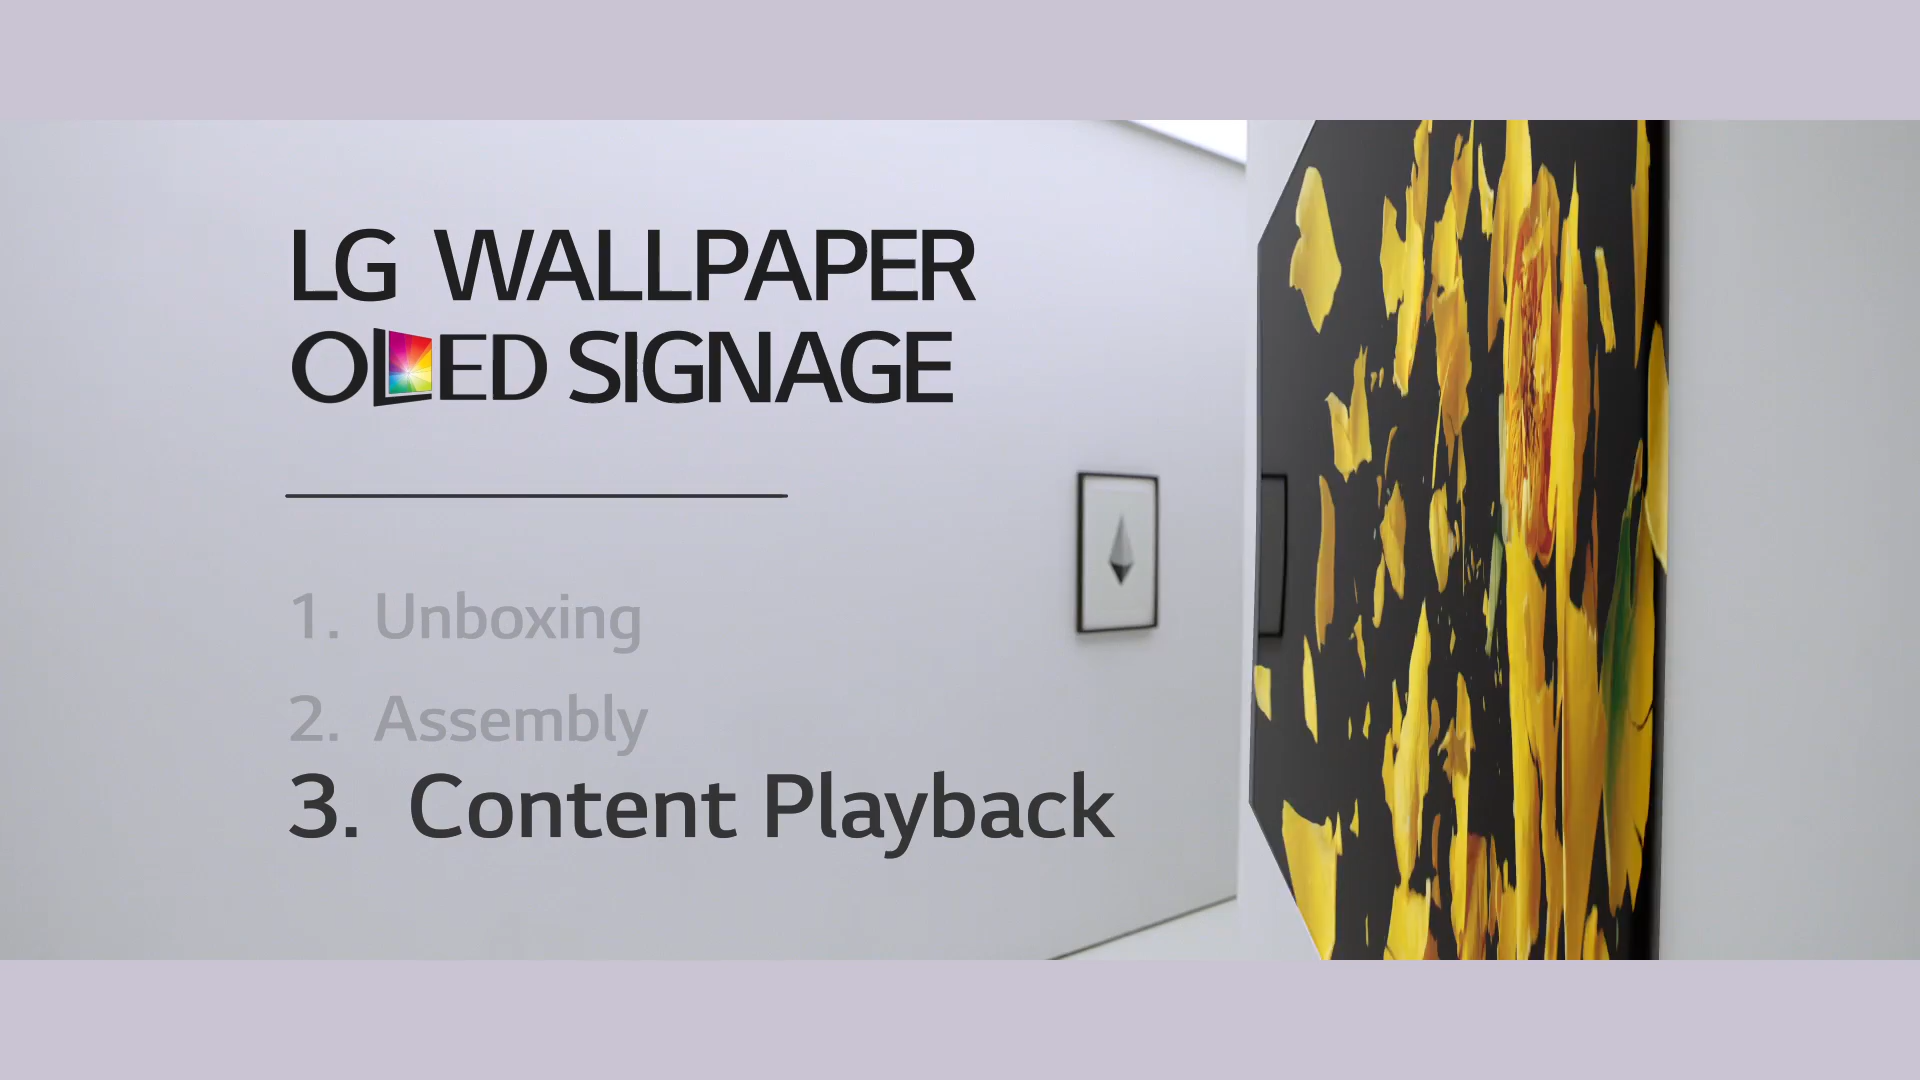 LG WALLPAPER
OLED SIGNAGE
1. Unboxing
2. Assembly
3. Content Playback